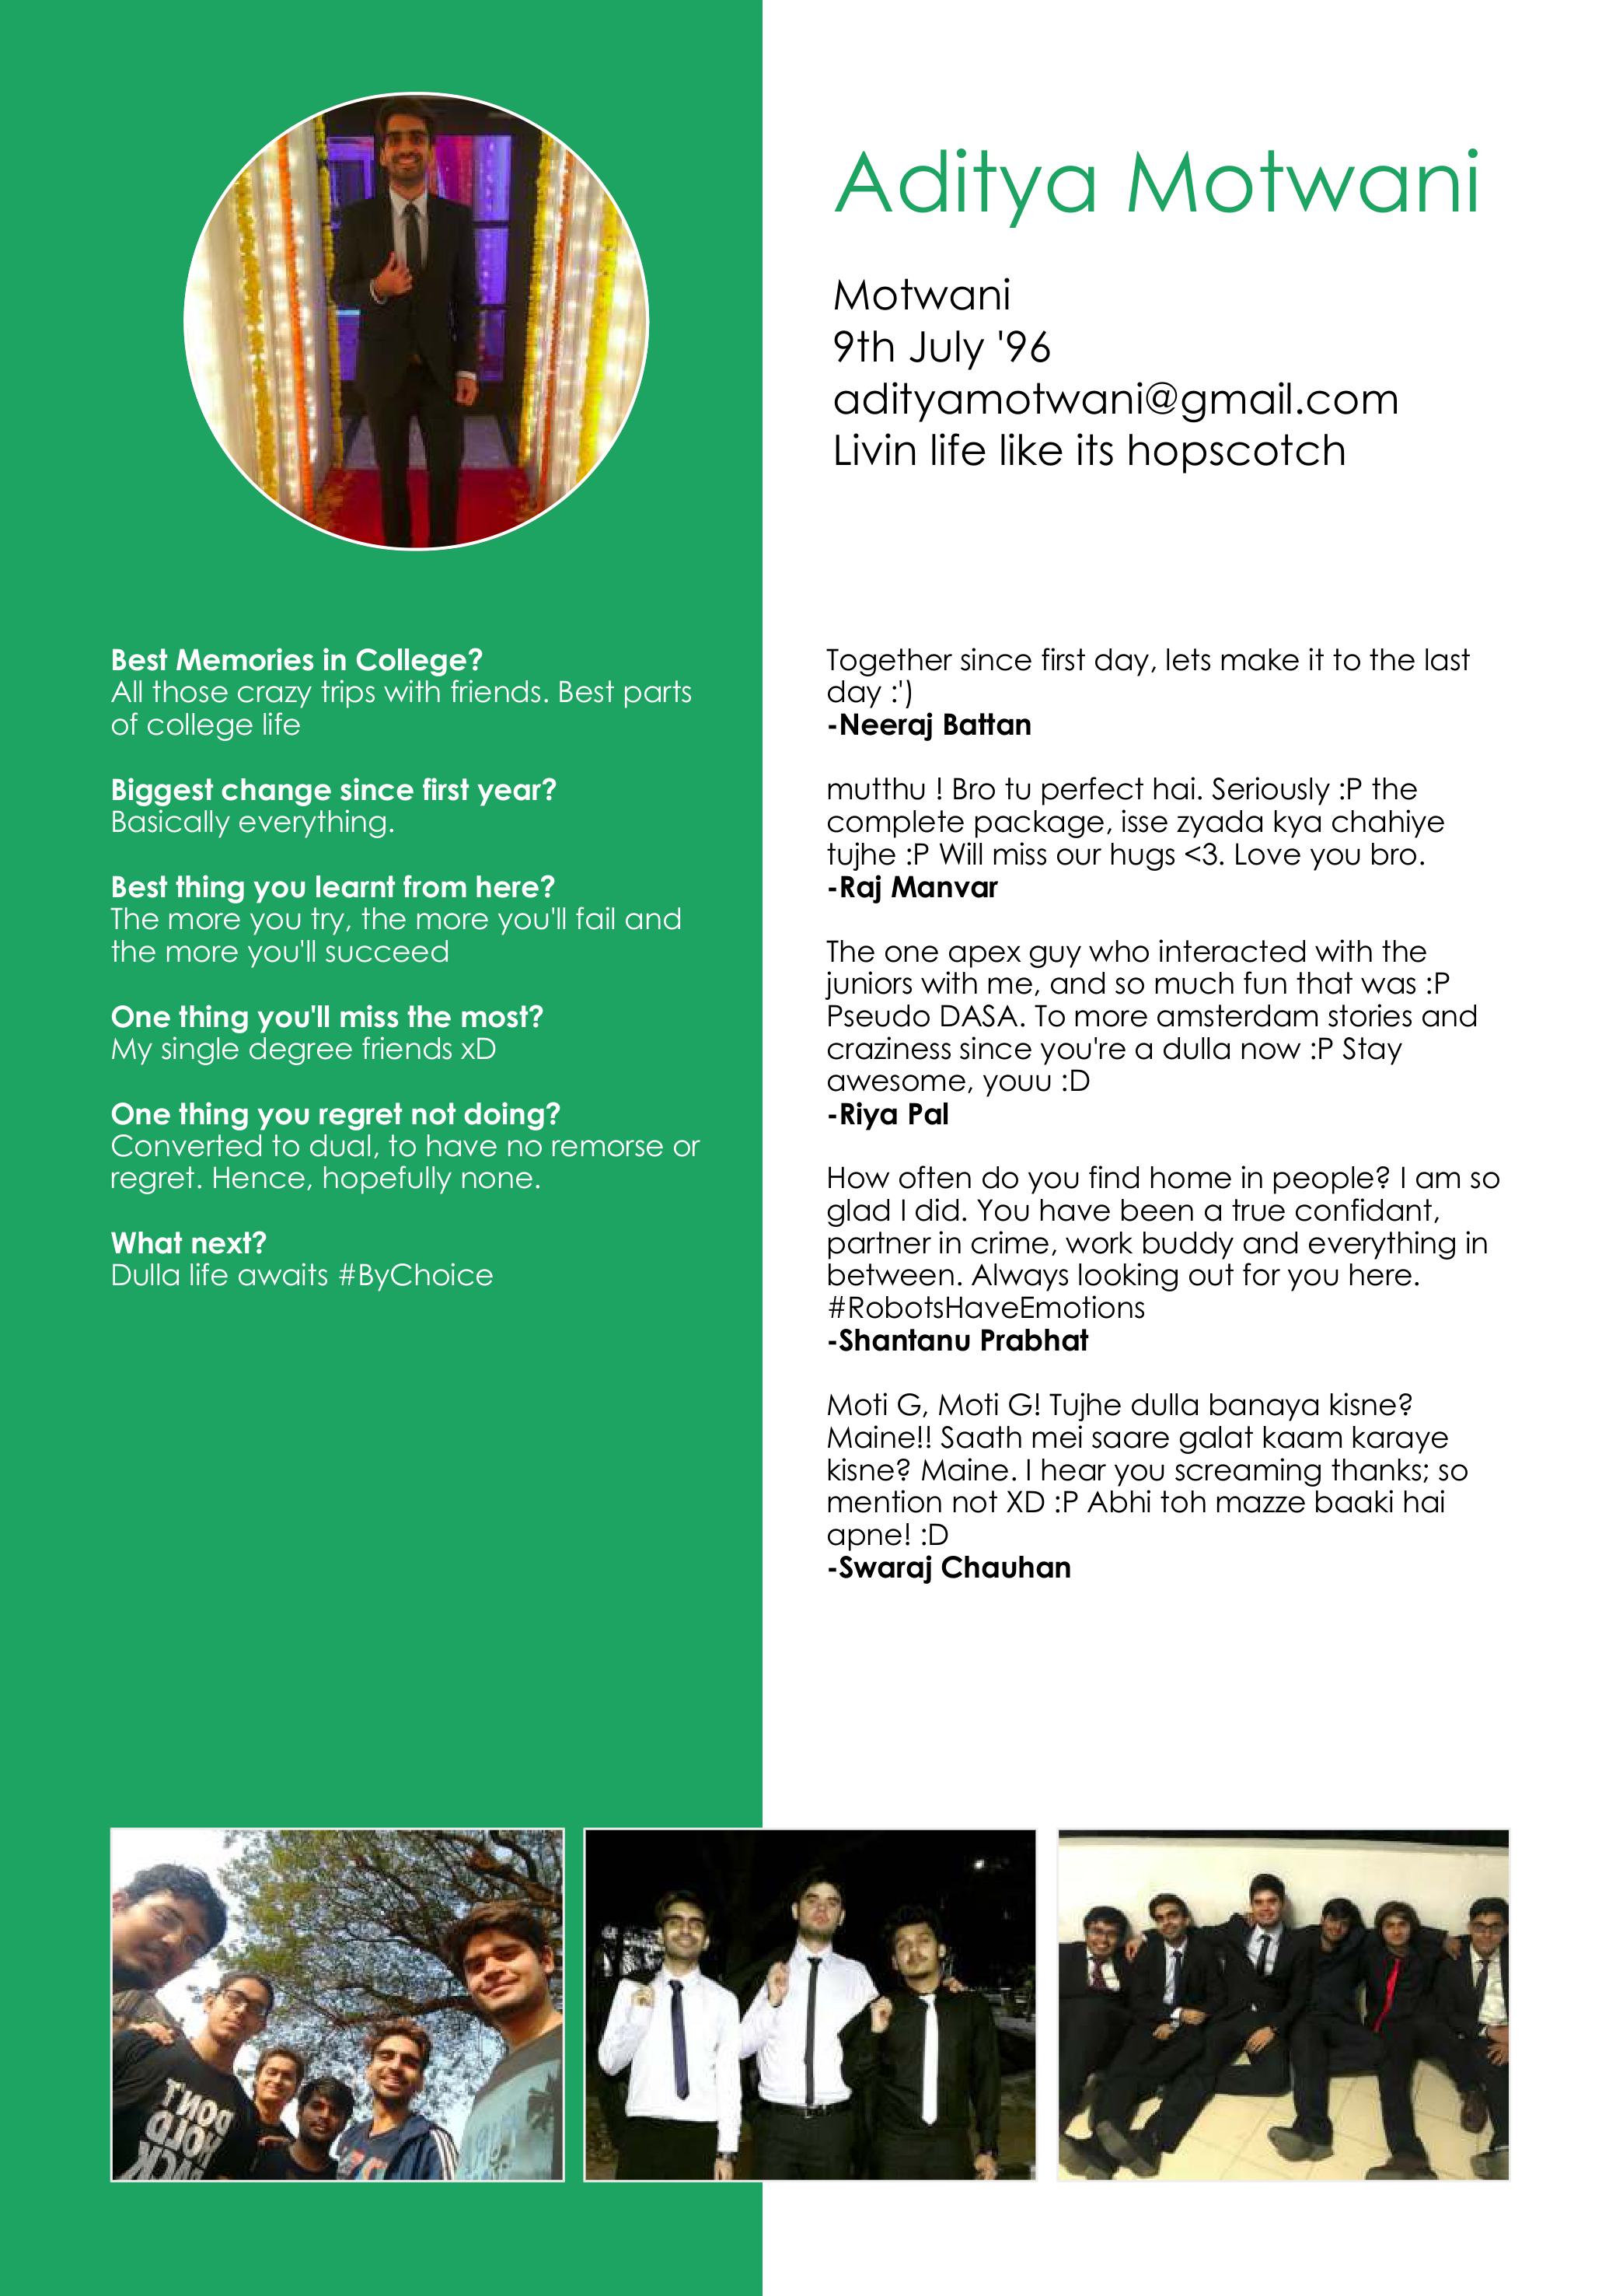 Aditya Motwani
Motwani
9th July '96
adityamotwani@gmail.com
Livin life like its hopscotch
Best Memories in College?
All those crazy trips with friends. Best parts
of college life
Biggest change since first year?
Basically everything.
Best thing you learnt from here?
The more you try, the more you'll fail and
the more you'll succeed
One thing you'll miss the most?
My single degree friends xD
One thing you regret not doing?
Converted to dual, to have no remorse or
regret. Hence, hopefully none.
What next?
Dulla life awaits #ByChoice
Together since first day, lets make it to the last
day :')
-Neeraj Battan
mutthu ! Bro tu perfect hai. Seriously :P the
complete package, isse zyada kya chahiye
tujhe :P Will miss our hugs <3. Love you bro.
-Raj Manvar
The one apex guy who interacted with the
juniors with me, and so much fun that was :P
Pseudo DASA. To more amsterdam stories and
craziness since you're a dulla now :P Stay
awesome, youu :D
-Riya Pal
How often do you find home in people? I am so
glad I did. You have been a true confidant,
partner in crime, work buddy and everything in
between. Always looking out for you here.
#RobotsHaveEmotions
-Shantanu Prabhat
Moti G, Moti G! Tujhe dulla banaya kisne?
Maine!! Saath mei saare galat kaam karaye
kisne? Maine. I hear you screaming thanks; so
mention not XD :P Abhi toh mazze baaki hai
apne! :D
-Swaraj Chauhan
DON'T
HOLD